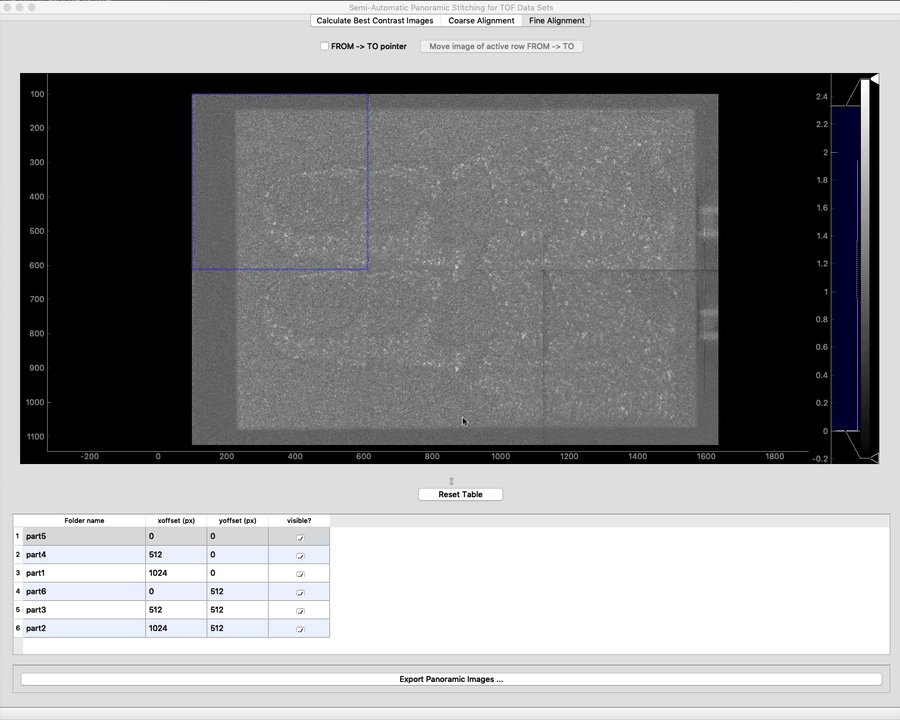 Semi-Automatic Panoramic Stitching for TOF Data Sets
Calculate Best Contrast Images Coarse Alignment Fine Alignment
FROM -> TO pointer Move image of active row FROM -> TO
100
200
300
400
500
600
700
800
900
1000
1100
-200 0 200 400 600 800 1000 1200 1400 1600 1800
2.4
2.2
2
1.8
1.6
1.4
1.2
1
0.8
0.6
0.4
0.2
0
-0.2
Reset Table
Folder name xoffset (px) yoffset (px) visible?
1 part5 0 0
2 part4 512 0
3 part1 1024 0
4 part6 0 512
5 part3 512 512
6 part2 1024 512
Export Panoramic Images ...